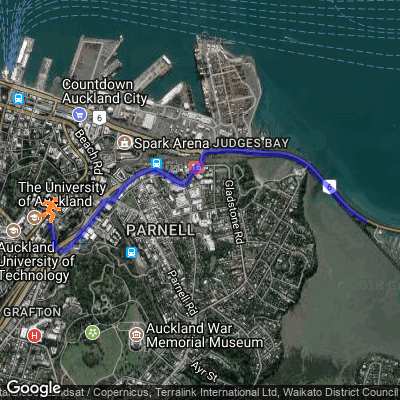 Countdown
Auckland City
6
Spark Arena
JUDGES BAY
Beach Rd
6
The University
of Auckland
Gladstone Rd
6
PARNELL
Auckland
University of
Technology
Parnell Rd
GRAFTON
H
Auckland War
Memorial Museum
Ayr St
Google
Landsat / Copernicus, Terralink International Ltd, Waikato District Council